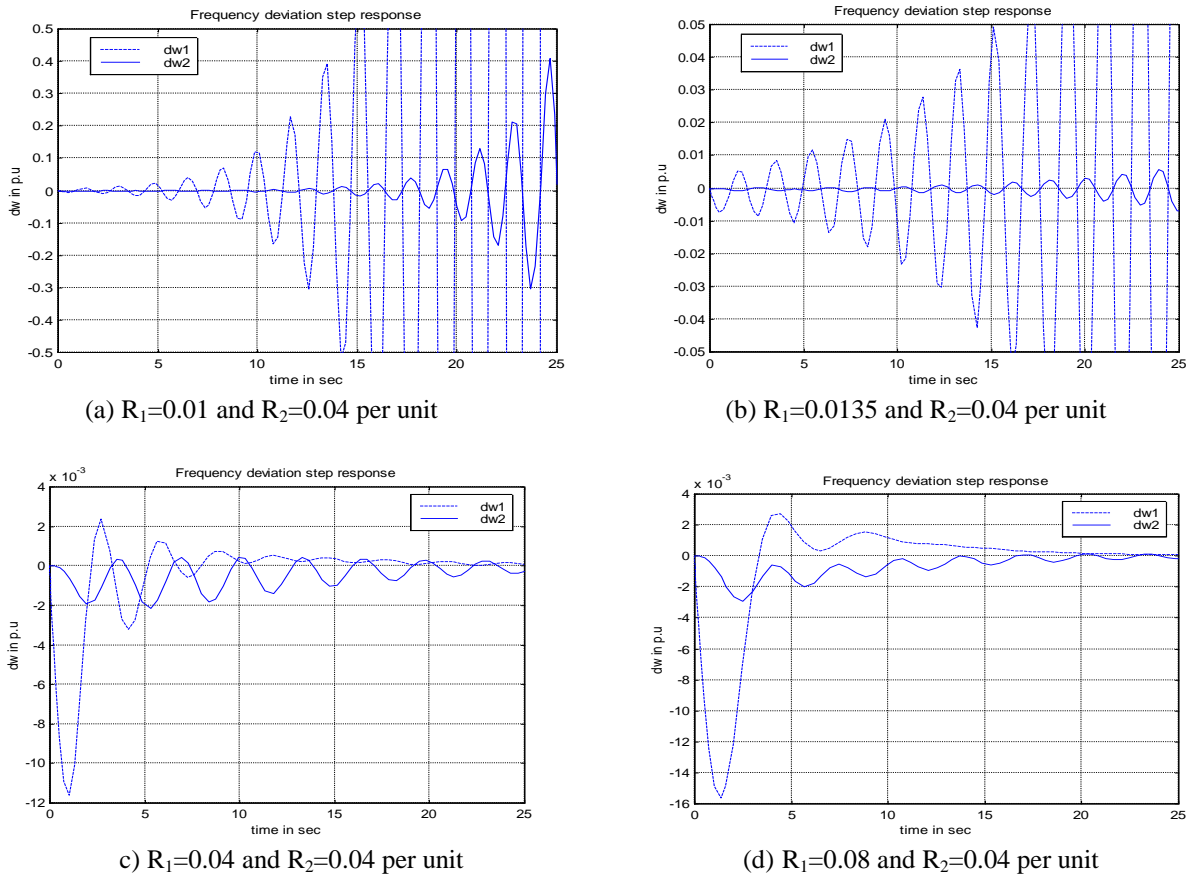 Frequency deviation step response
0.5
0.4
0.3
0.2
0.1
0
-0.1
-0.2
-0.3
-0.4
-0.5
dw in p.u
dw1
dw2
0 5 10 15 20 25
time in sec
(a) R1=0.01 and R2=0.04 per unit
Frequency deviation step response
0.05
0.04
0.03
0.02
0.01
0
-0.01
-0.02
-0.03
-0.04
-0.05
dw in p.u
dw1
dw2
0 5 10 15 20 25
time in sec
(b) R1=0.0135 and R2=0.04 per unit
x 10-3
Frequency deviation step response
4
2
0
-2
-4
-6
-8
-10
-12
dw in p.u
dw1
dw2
0 5 10 15 20 25
time in sec
c) R1=0.04 and R2=0.04 per unit
x 10-3
Frequency deviation step response
4
2
0
-2
-4
-6
-8
-10
-12
-14
-16
dw in p.u
dw1
dw2
0 5 10 15 20 25
time in sec
(d) R1=0.08 and R2=0.04 per unit